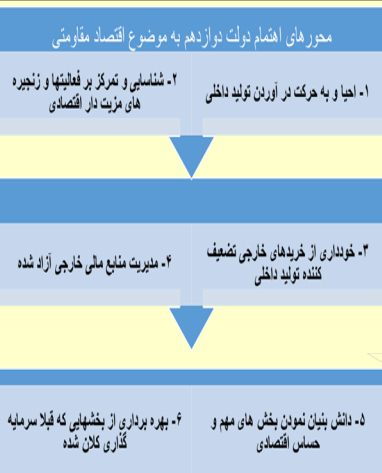 محورهای اهتمام دولت دوازدهم به موضوع اقتصاد مقاومتی
۱- احیا و به حرکت در آوردن تولید داخلی
۲- شناسایی و تمرکز بر فعالیتها و زنجیره
های مزیت دار اقتصادی
۳- خودداری از خریدهای خارجی تضعیف
کننده تولید داخلی
۴- مدیریت منابع مالی خارجی آزاد شده
۵- دانش بنیان نمودن بخش های مهم و
حساس اقتصادی
۶- بهره برداری از بخشهایی که قبلا سرمایه
گذاری کلان شده